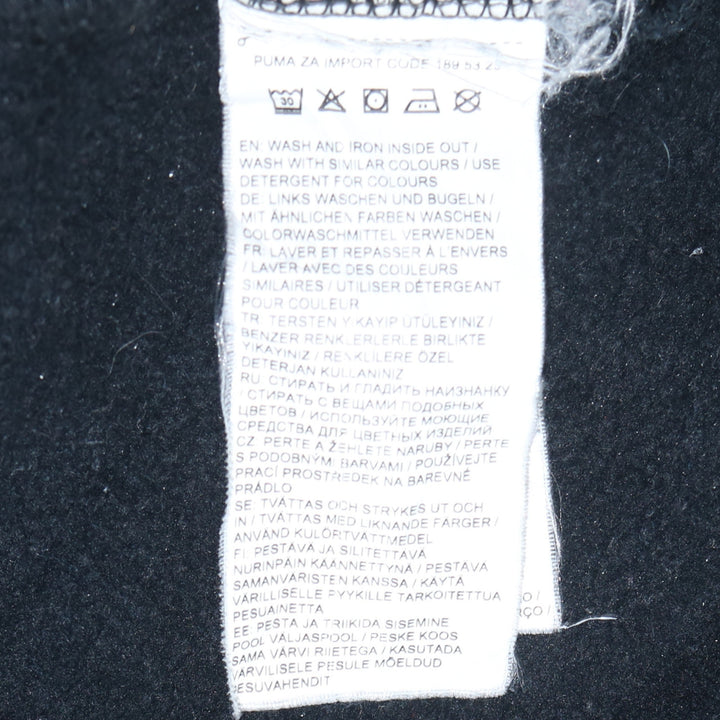 PUMA ZA IMPORT CODE 189 53 25
30
EN: WASH AND IRON INSIDE OUT /
WASH WITH SIMILAR COLOURS / USE
DETERGENT FOR COLOURS
DE: LINKS WASCHEN UND BUGELN /
MIT ÄHNLICHEN FARBEN WASCHEN /
COLORWASCHMITTEL VERWENDEN
FR: LAVER ET REPASSER À L'ENVERS
/ LAVER AVEC DES COULEURS
SIMILAIRES / UTILISER DÉTERGEANT
POUR COULEUR
TR: TERSTEN YIKAYIP ÜTÜLEYINIZ /
BENZER RENKLERLERLE BIRLIKTE
YIKAYINIZ / RENKLILERE ÖZEL
DETERJAN KULLANINIZ
RU: СТИРАТЬ И ГЛАДИТЬ НАИЗНАНКУ
/ СТИРАТЬ С ВЕЩАМИ ПОДОБНЫХ
ЦВЕТОВ / ИСПОЛЬЗУЙТЕ МОЮЩИЕ
СРЕДСТВА ДЛЯ ЦВЕТНЫХ ИЗДЕЛИЙ
CZ: PERTE A ŽEHLETE NARUBY / PERTE
S PODOBNÝM BARVAMI / POUŽÍVEJTE
PRACÍ PROSTŘEDEK NA BAREVNÉ
PRÁDLO
SE: TVÄTTAS OCH STRYKES UT OCH
IN / TVÄTTAS MED LIKNANDE FÄRGER /
ANVÄND KULÖRTVÄTTMEDEL
FI: PESTÄVÄ JA SILITETTÄVÄ
NURINPÄIN KÄÄNNETTYNÄ / PESTÄVÄ
SAMANVÄRISTEN KANSSA / KÄYTÄ
VÄRILLISELLE PYYKILLE TARKOITETTUA
PESUAINETTA
EE: PESTA JA TRIIKIDA SISEMINE
POOL VÄLJASPOOL / PESKE KOOS
SAMA VÄRVI RIIETEGA / KASUTADA
VÄRVILISELE PESULE MÕELDUD
PESUVAHENDIT